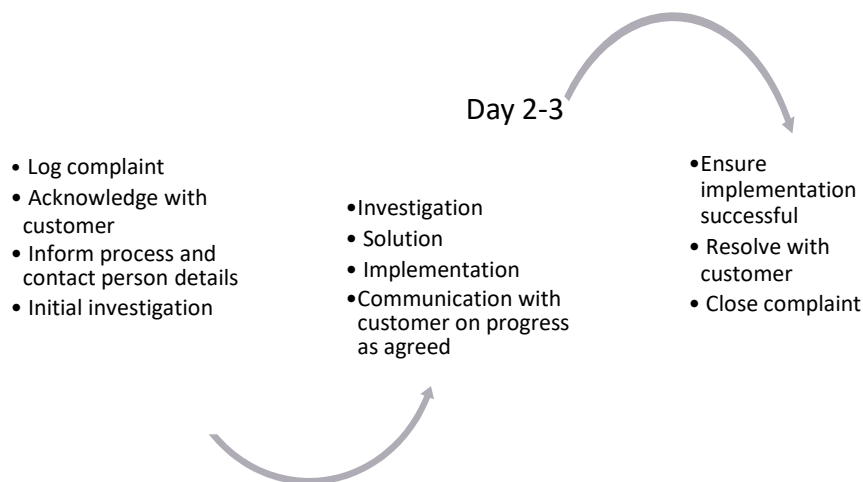 • Log complaint
• Acknowledge with
customer
• Inform process and
contact person details
• Initial investigation
Day 2-3
•Investigation
• Solution
• Implementation
•Communication with
customer on progress
as agreed
•Ensure
implementation
successful
• Resolve with
customer
• Close complaint